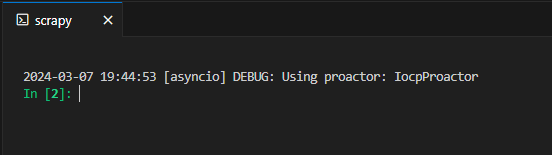 scrapy
2024-03-07 19:44:53 [asyncio] DEBUG: Using proactor: IocpProactor
In [2]: